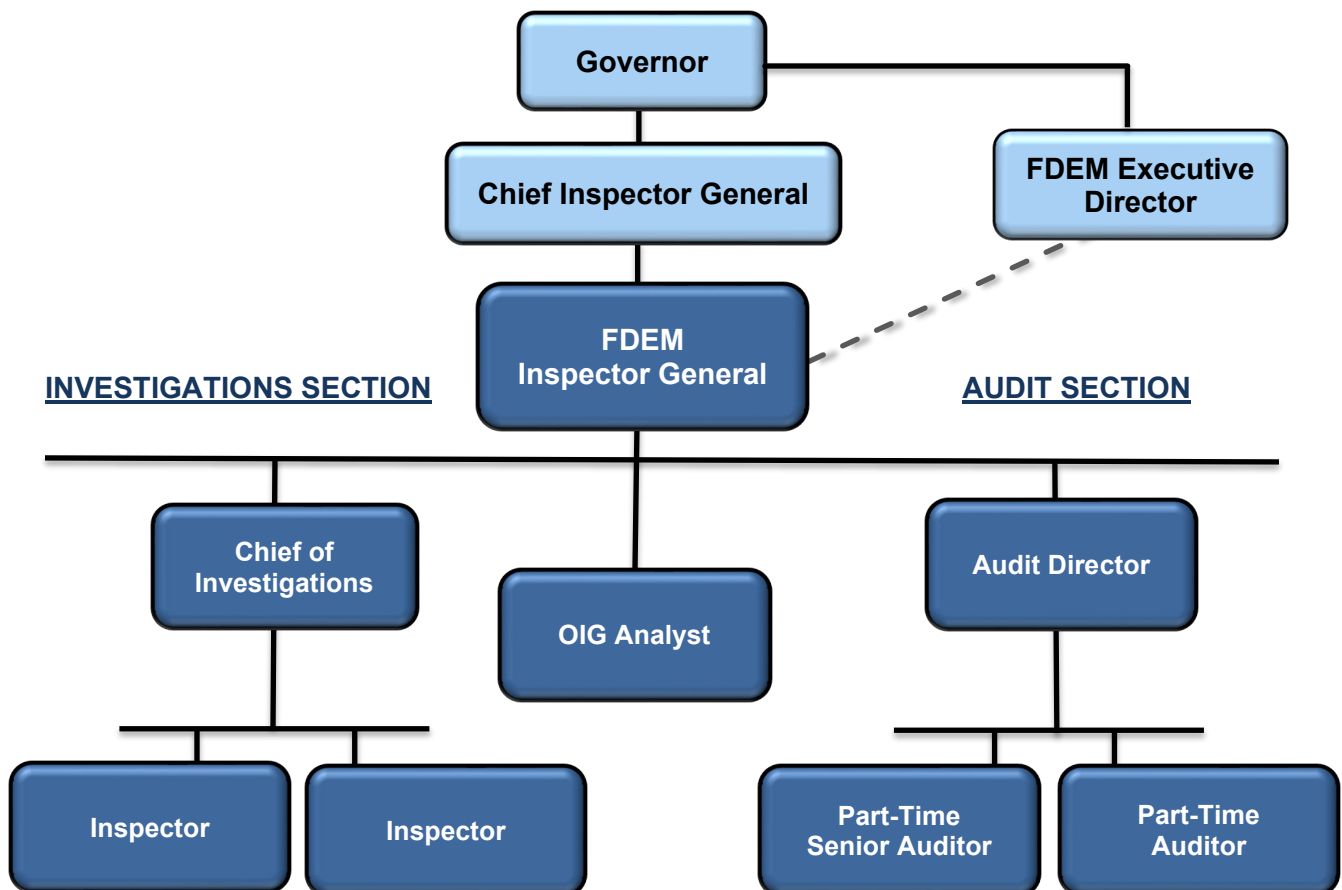 Governor
Chief Inspector General
FDEM Executive
Director
FDEM
Inspector General
INVESTIGATIONS SECTION
AUDIT SECTION
Chief of
Investigations
OIG Analyst
Audit Director
Inspector
Inspector
Part-Time
Senior Auditor
Part-Time
Auditor